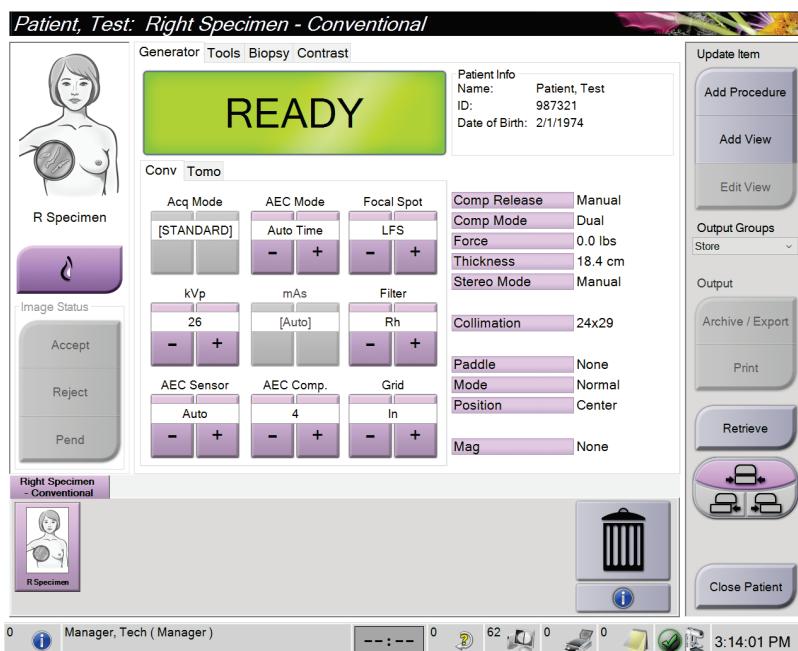 Patient, Test: Right Specimen - Conventional
Generator Tools Biopsy Contrast
READY
Patient Info
Name: Patient, Test
ID: 987321
Date of Birth: 2/1/1974
R Specimen
Image Status
Accept
Reject
Pend
Conv Tomo
Acq Mode AEC Mode Focal Spot
[STANDARD] Auto Time LFS
- + - +
kVp mAs Filter
26 [Auto] Rh
- + - +
AEC Sensor AEC Comp. Grid
Auto 4 In
- + - + - +
Comp Release Manual
Comp Mode Dual
Force 0.0 lbs
Thickness 18.4 cm
Stereo Mode Manual
Collimation 24x29
Paddle None
Mode Normal
Position Center
Mag None
Update Item
Add Procedure
Add View
Edit View
Output Groups
Store
Output
Archive / Export
Print
Retrieve
Close Patient
Right Specimen
- Conventional
R Specimen
0 Manager, Tech ( Manager ) --:-- 0 62 0 0 3:14:01 PM